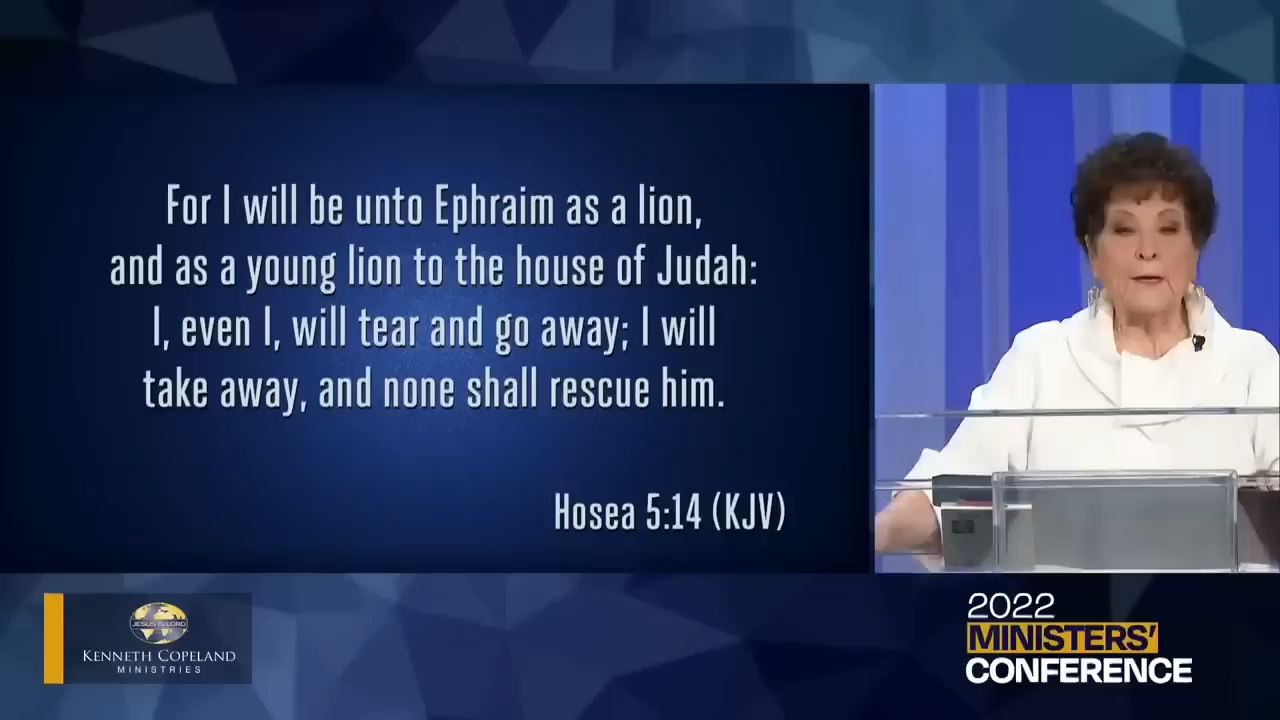 For I will be unto Ephraim as a lion,
and as a young lion to the house of Judah:
I, even I, will tear and go away; I will
take away, and none shall rescue him.
Hosea 5:14 (KJV)
JESUS IS LORD
KENNETH COPELAND
MINISTRIES
2022
MINISTERS'
CONFERENCE